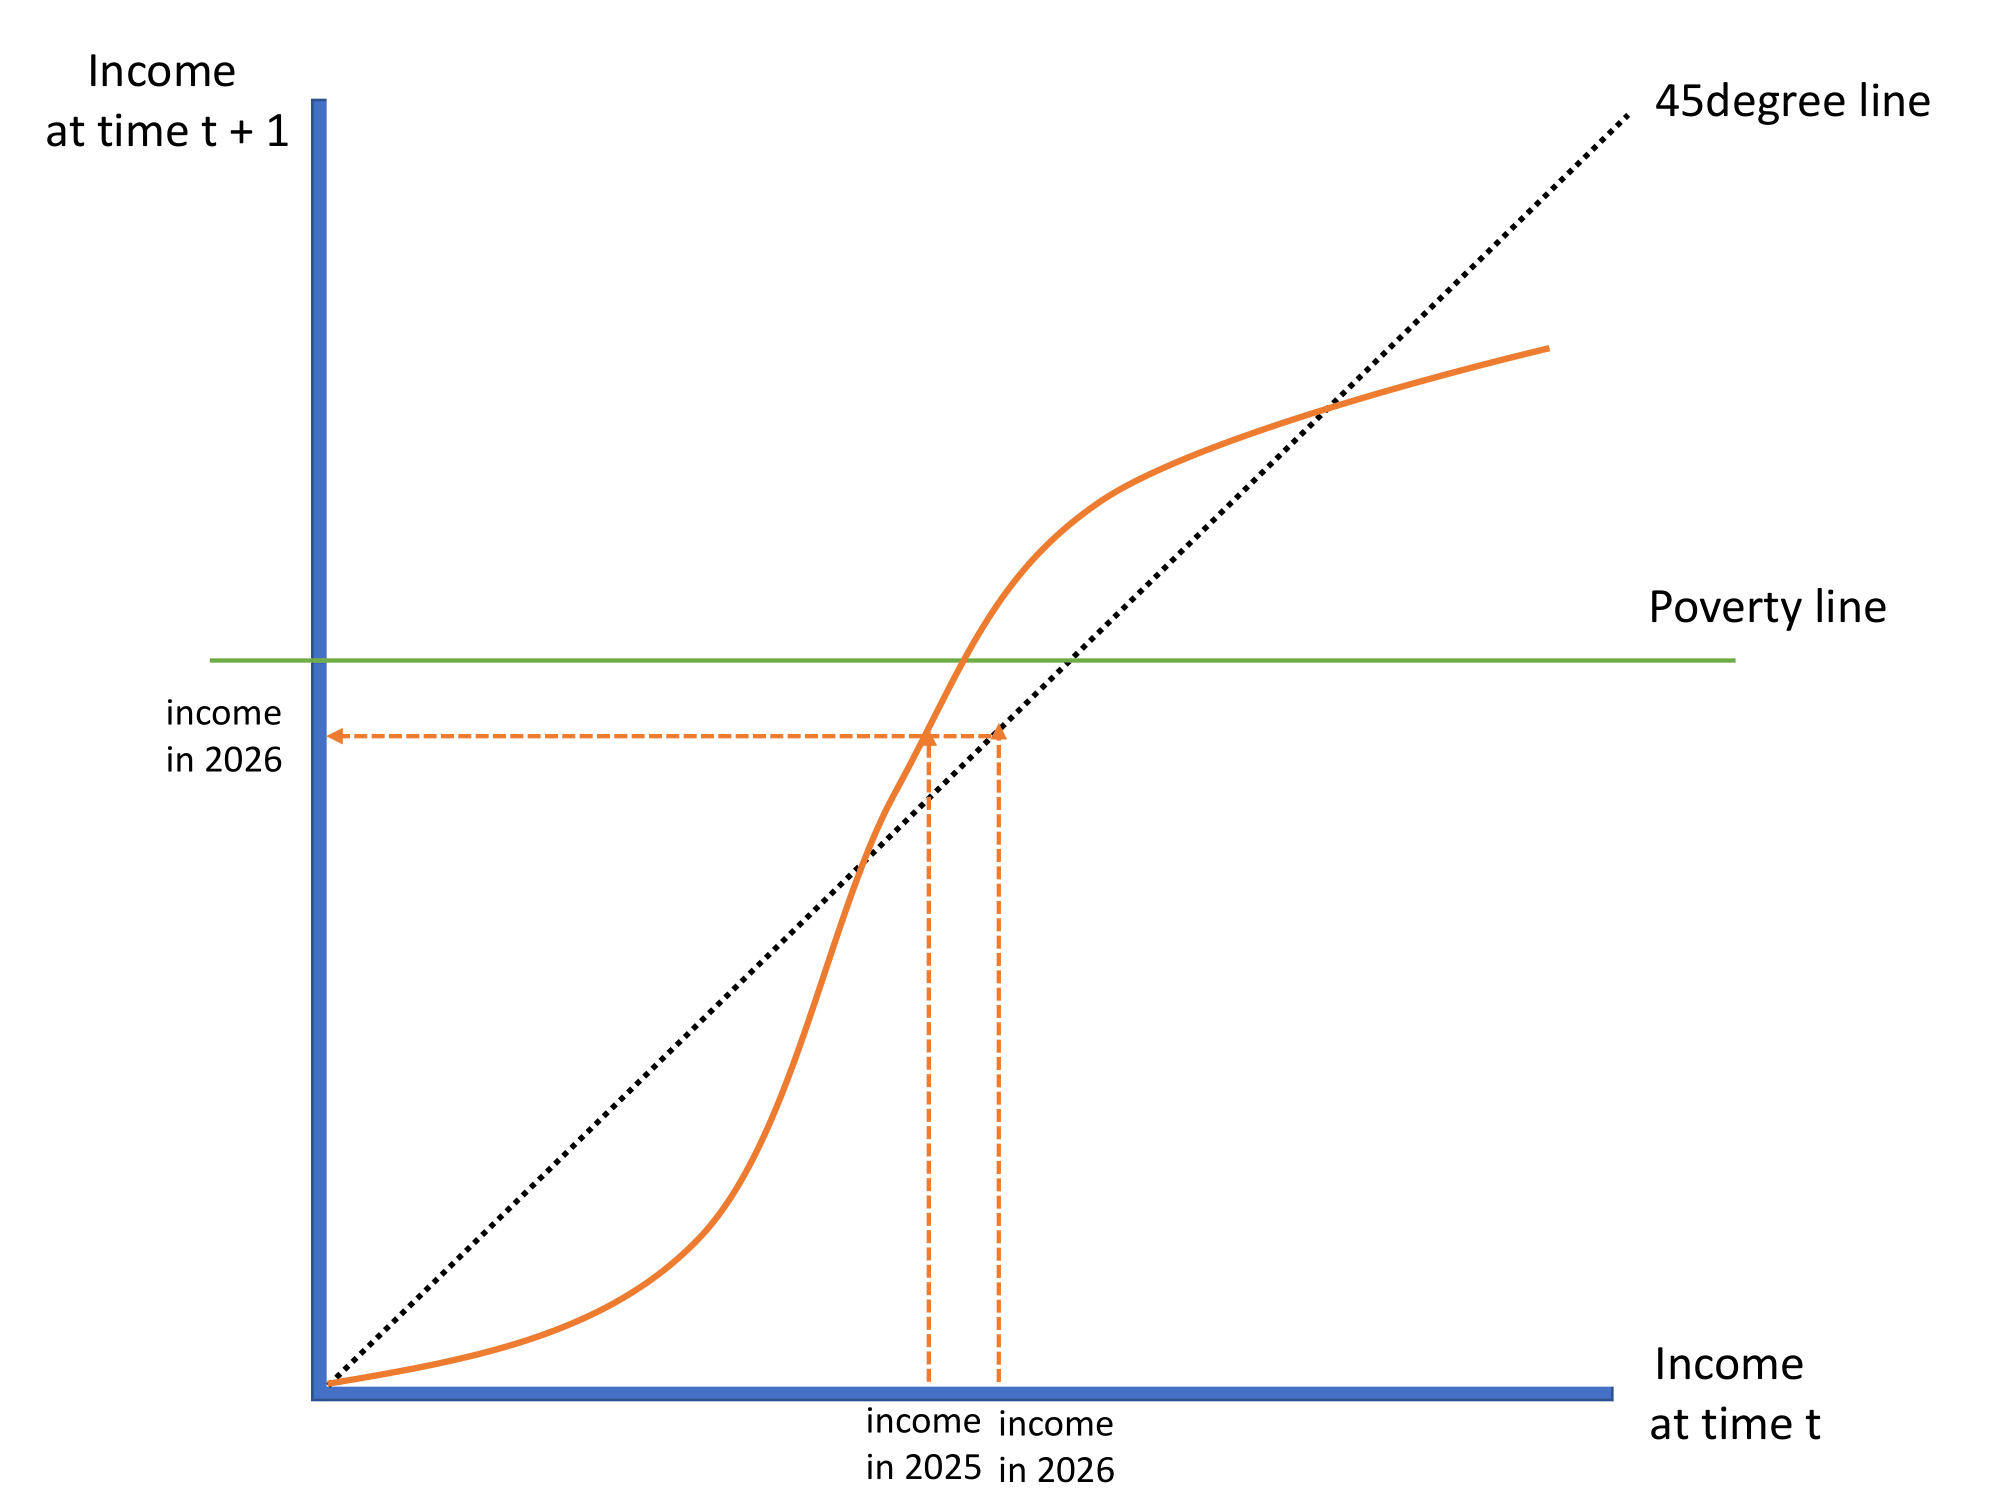 Income
at time t + 1
45degree line
Poverty line
income
in 2026
Income
at time t
income
in 2025
income
in 2026